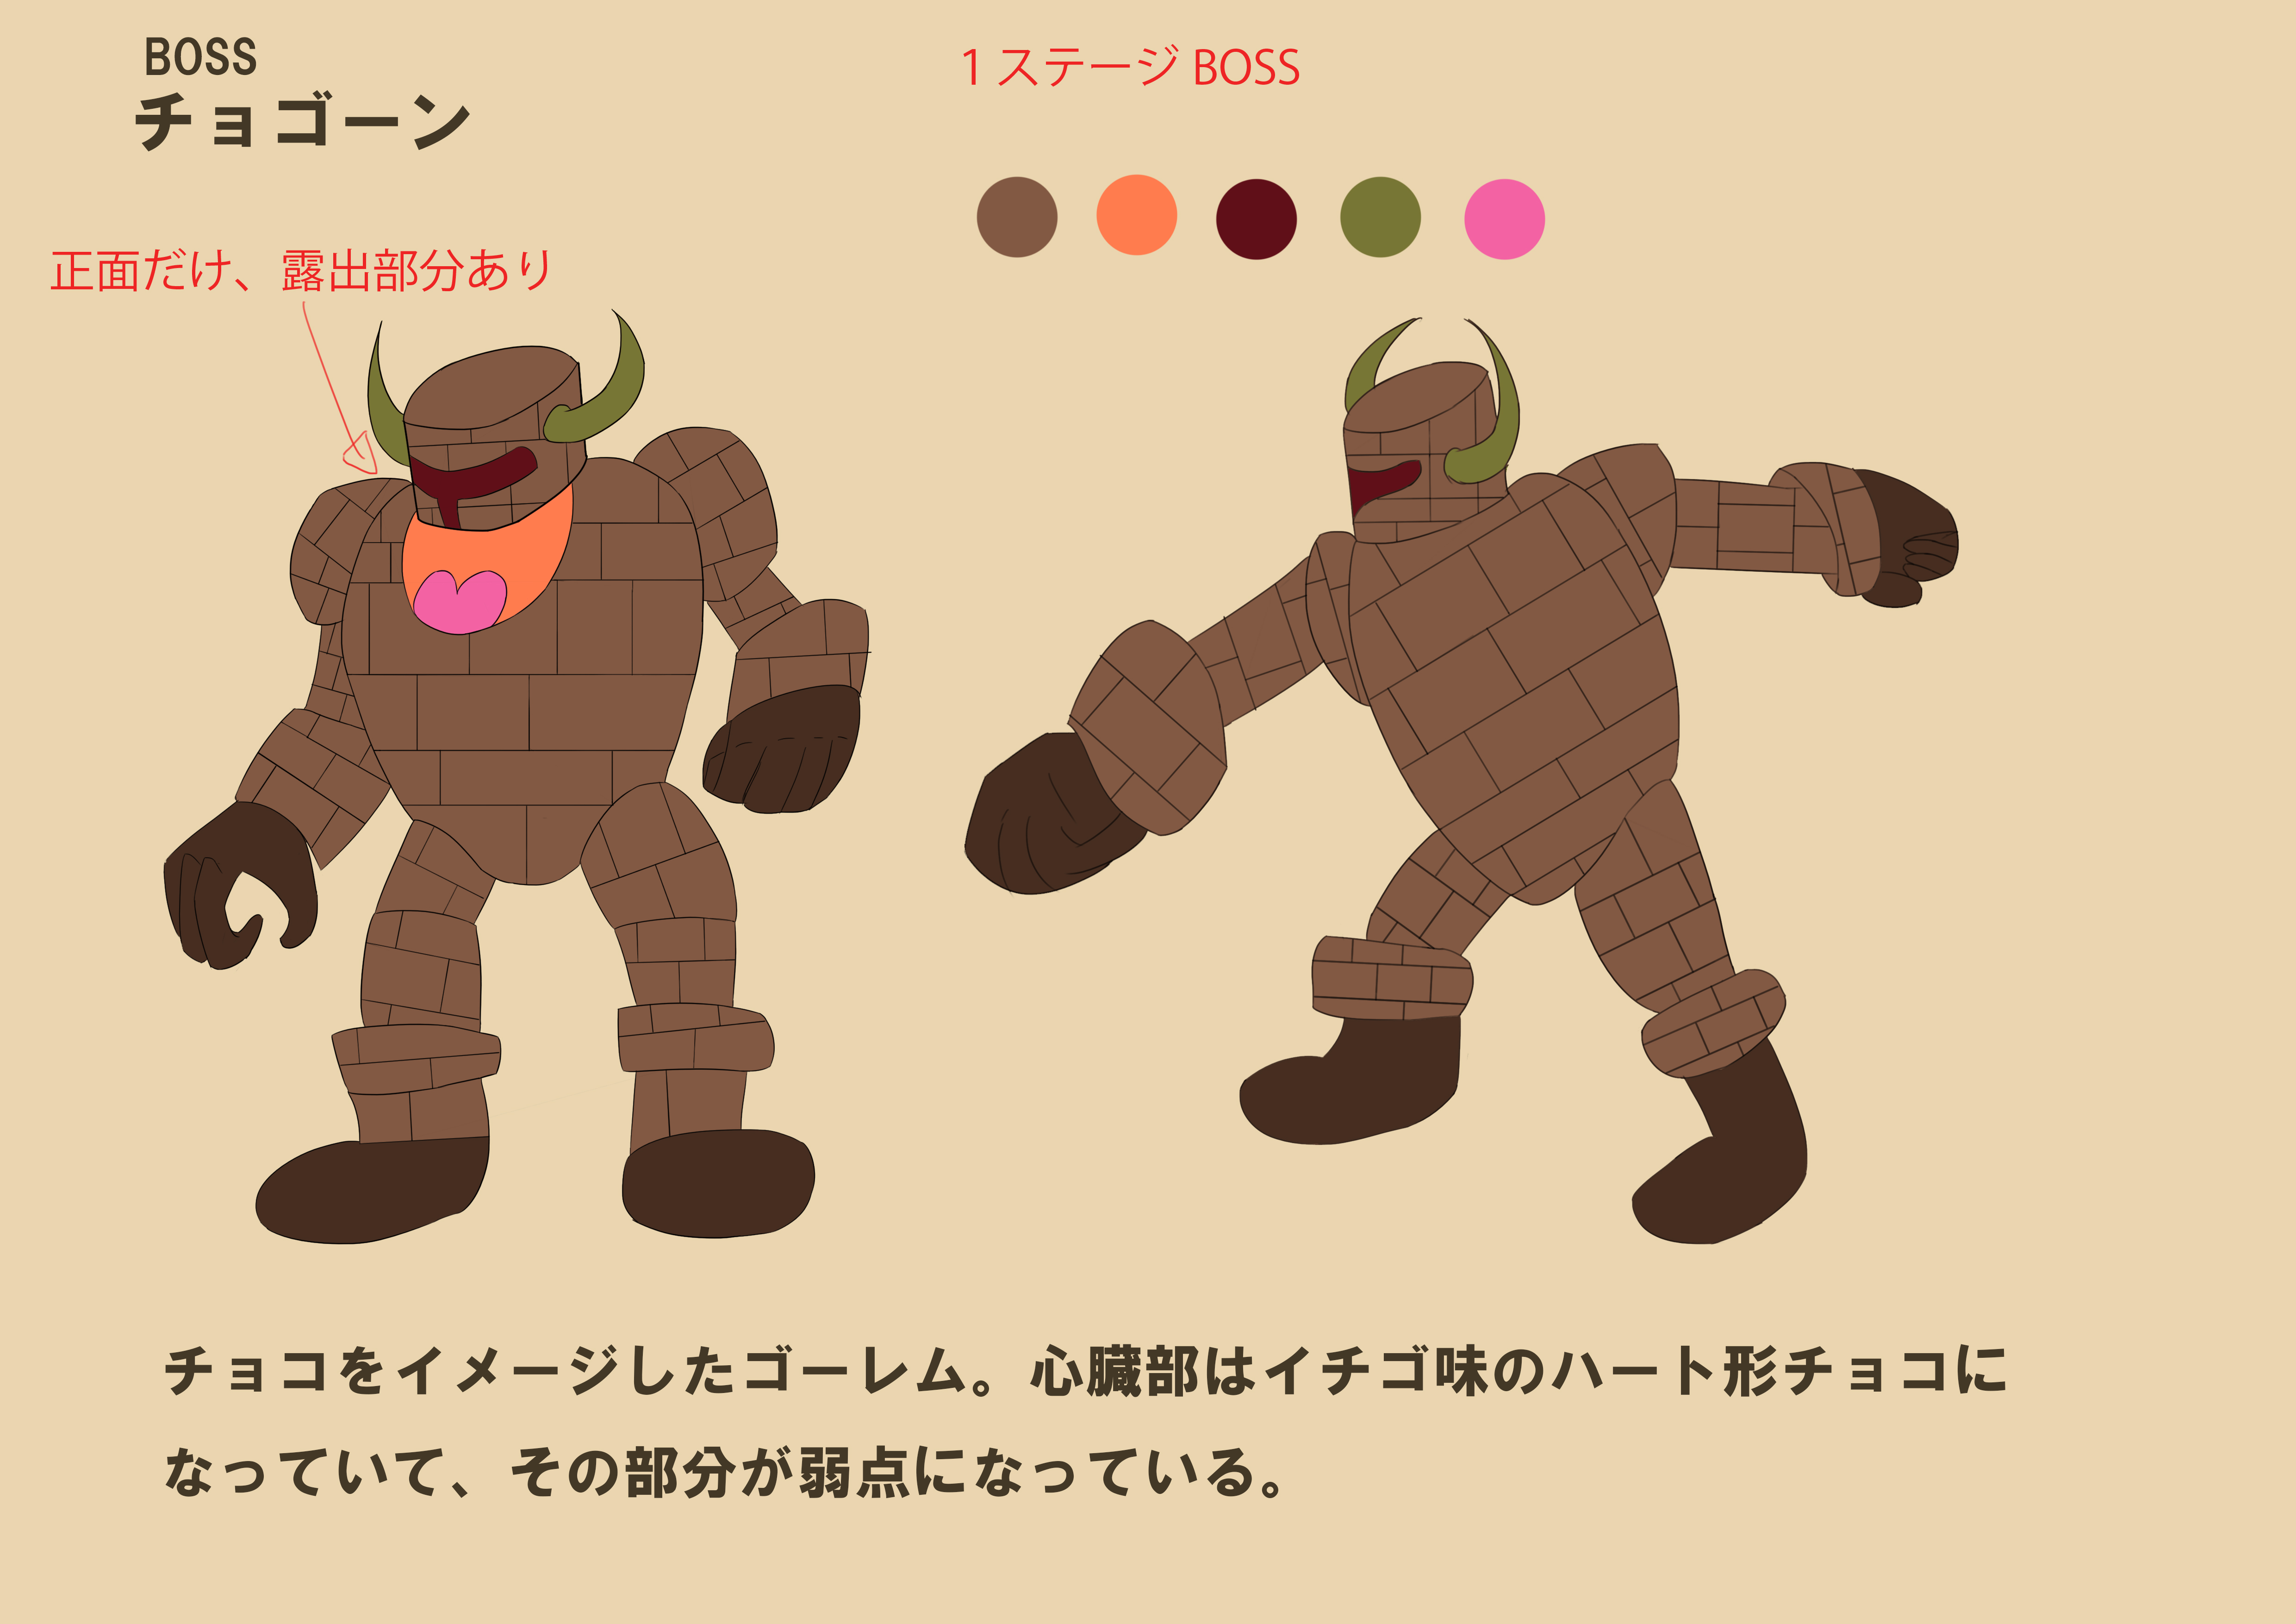 BOSS
チョゴーン
1 ステージ BOSS
正面だけ、露出部分あり
チョコをイメージしたゴーレム。心臓部はイチゴ味のハート形チョコに
なっていて、その部分が弱点になっている。